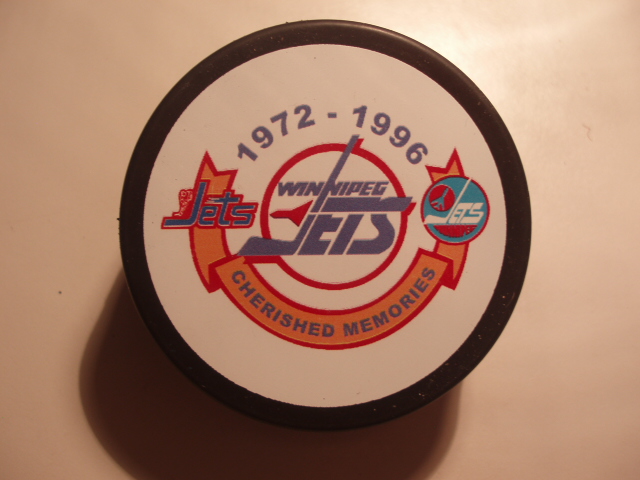 1972 - 1996
Jets
WINNIPEG
JETS
JETS
CHERISHED MEMORIES